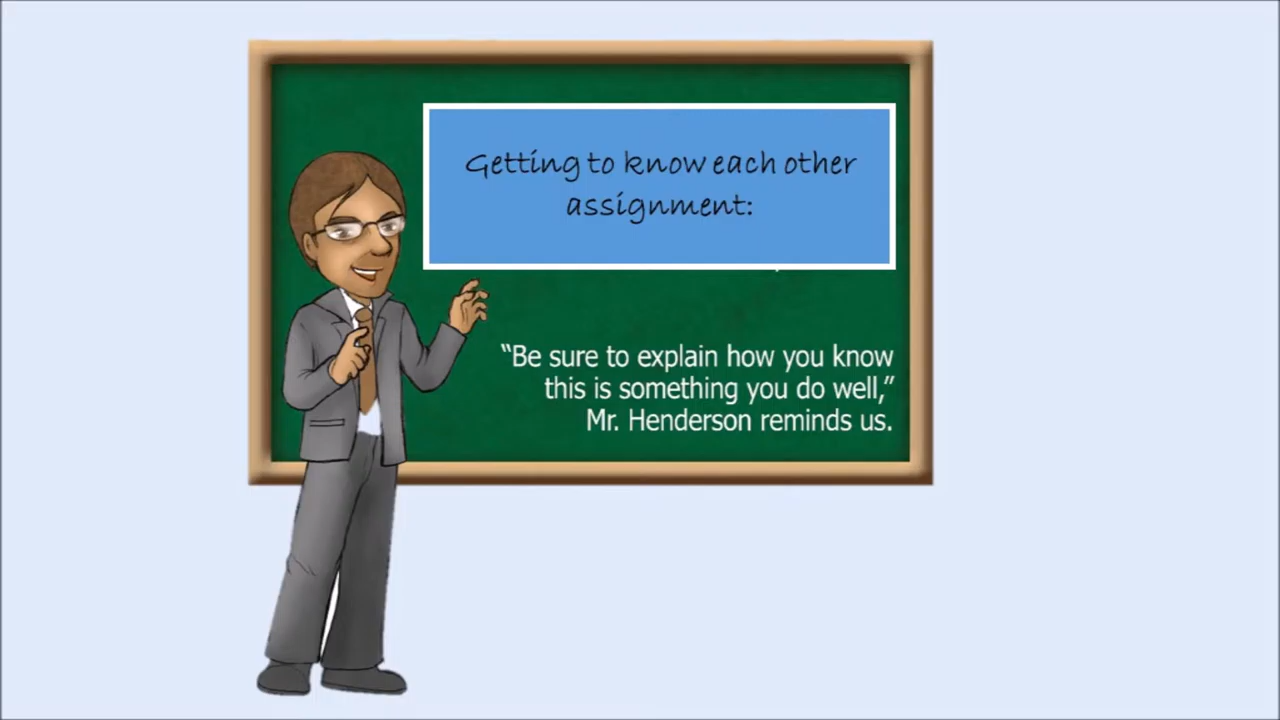 Getting to know each other
assignment:
“Be sure to explain how you know
this is something you do well,”
Mr. Henderson reminds us.